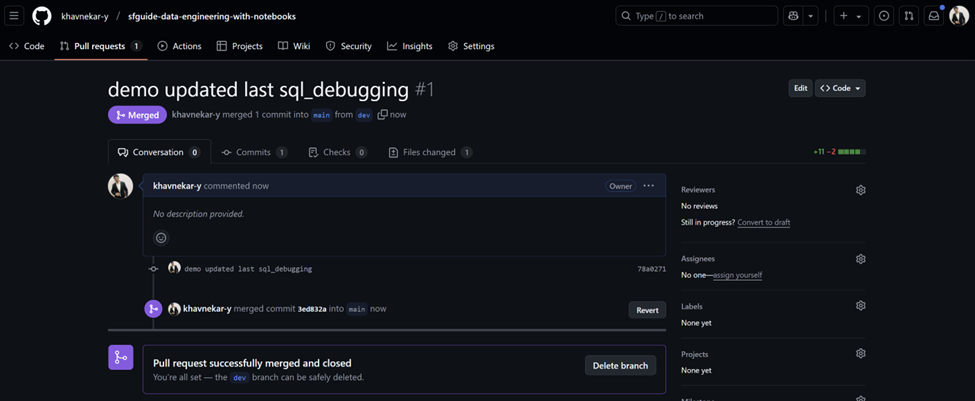 khavnekar-y / sfguide-data-engineering-with-notebooks
Type / to search
Code Pull requests 1 Actions Projects Wiki Security Insights Settings
demo updated last sql_debugging #1
Edit <> Code
Merged khavnekar-y merged 1 commit into main from dev now
Conversation 0 Commits 1 Checks 0 Files changed 1
+11 −2
khavnekar-y commented now Owner
No description provided.
demo updated last sql_debugging 78a0271
khavnekar-y merged commit 3ed832a into main now Revert
Pull request successfully merged and closed
You're all set — the dev branch can be safely deleted.
Delete branch
Reviewers
No reviews
Still in progress? Convert to draft
Assignees
No one—assign yourself
Labels
None yet
Projects
None yet
Milestone